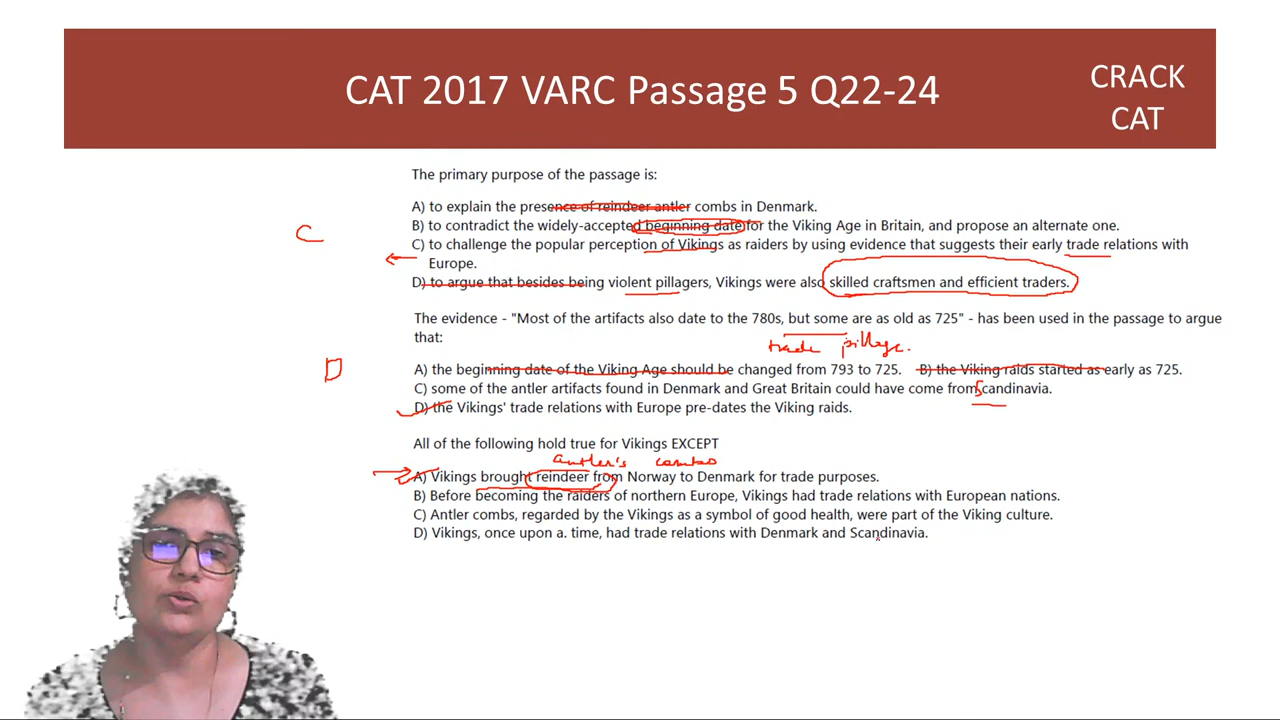 CAT 2017 VARC Passage 5 Q22-24
CRACK
CAT
The primary purpose of the passage is:
A) to explain the presence of reindeer antler combs in Denmark.
B) to contradict the widely-accepted beginning date for the Viking Age in Britain, and propose an alternate one.
C
C) to challenge the popular perception of Vikings as raiders by using evidence that suggests their early trade relations with
Europe.
D) to argue that besides being violent pillagers, Vikings were also skilled craftsmen and efficient traders.
The evidence - "Most of the artifacts also date to the 780s, but some are as old as 725" - has been used in the passage to argue
that:
trade pillage.
D
A) the beginning date of the Viking Age should be changed from 793 to 725. B) the Viking raids started as early as 725.
C) some of the antler artifacts found in Denmark and Great Britain could have come from Scandinavia.
D) the Vikings' trade relations with Europe pre-dates the Viking raids.
All of the following hold true for Vikings EXCEPT
antler's combs
A) Vikings brought reindeer from Norway to Denmark for trade purposes.
B) Before becoming the raiders of northern Europe, Vikings had trade relations with European nations.
C) Antler combs, regarded by the Vikings as a symbol of good health, were part of the Viking culture.
D) Vikings, once upon a. time, had trade relations with Denmark and Scandinavia.